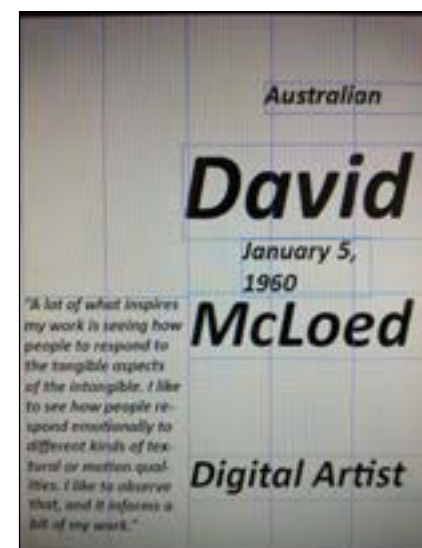 Australian
David
January 5,
1960
McLoed
"A lot of what inspires
my work is seeing how
people to respond to
the tangible aspects
of the intangible. I like
to see how people re-
spond emotionally to
different kinds of tex-
tural or motion qual-
ities. I like to observe
that, and it informs a
bit of my work."
Digital Artist